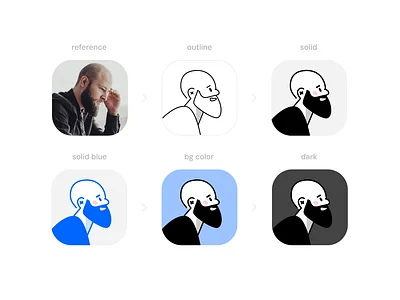 reference
outline
solid
solid blue
bg color
dark